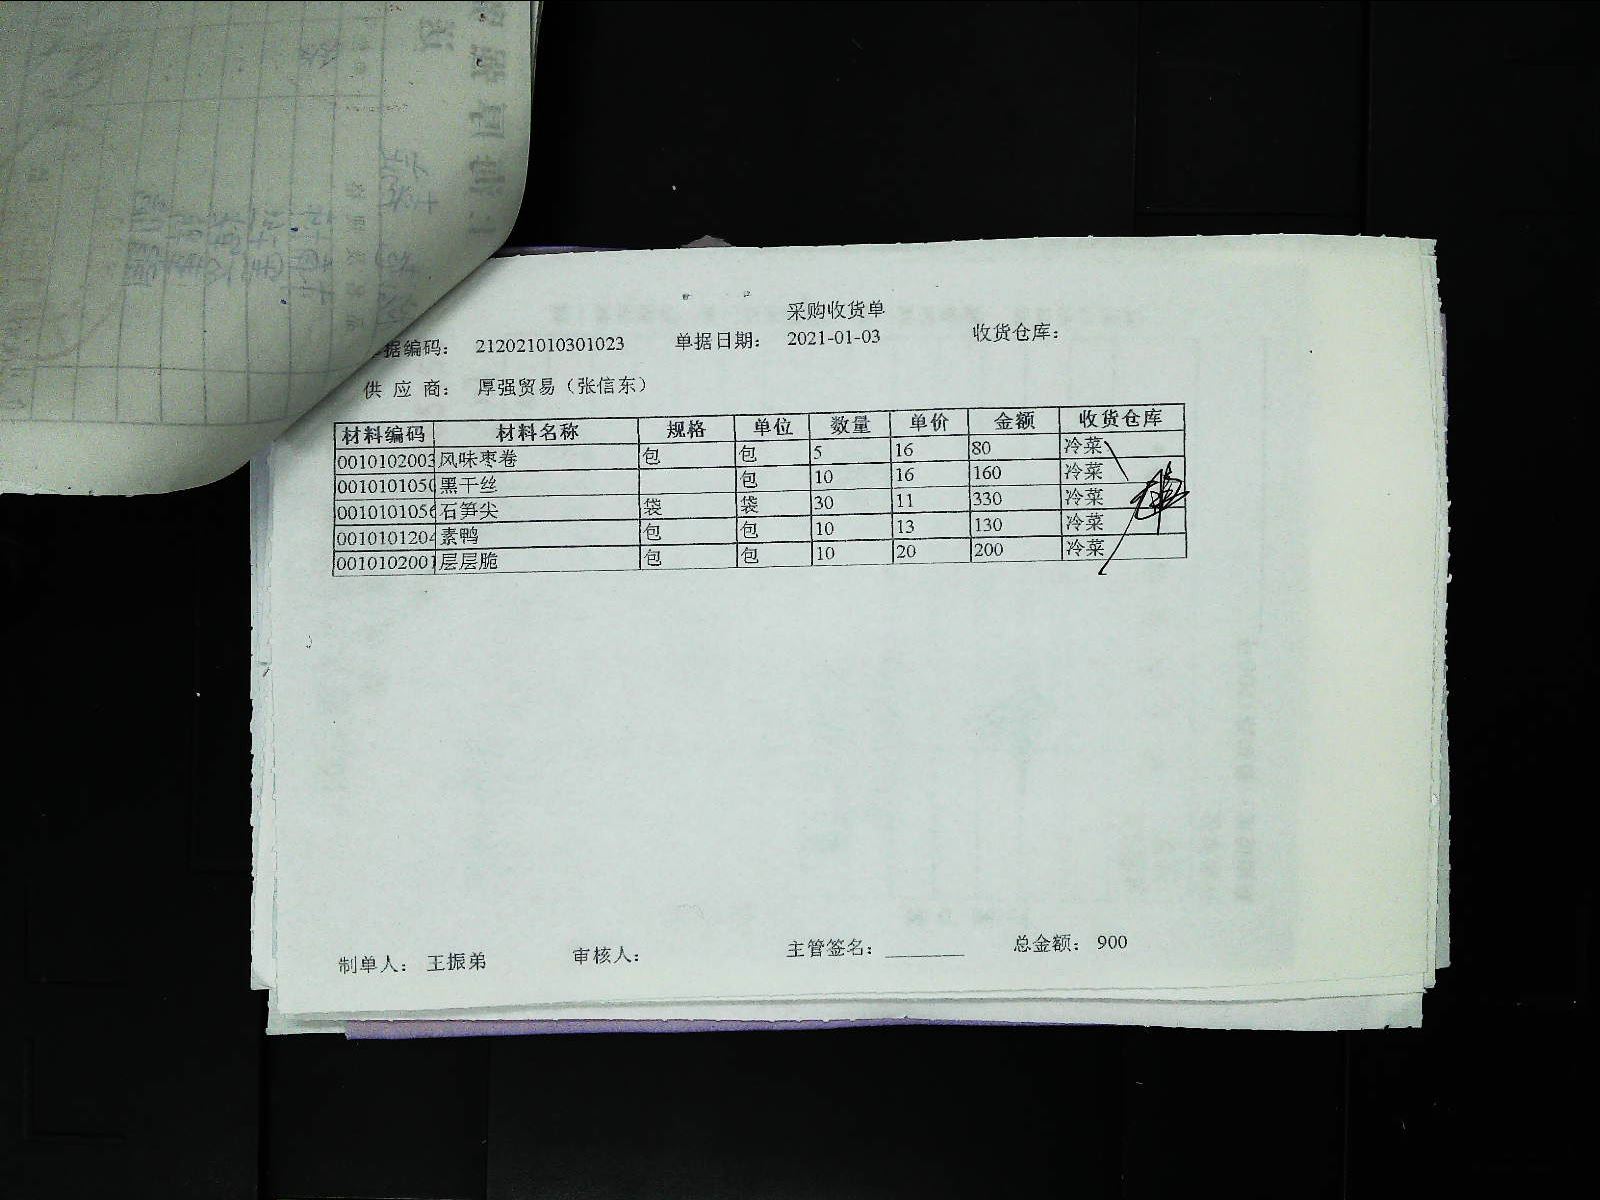 采购收货单
据编码： 212021010301023 单据日期： 2021-01-03 收货仓库：
供 应 商： 厚强贸易（张信东）
材料编码 材料名称 规格 单位 数量 单价 金额 收货仓库
0010102003 风味枣卷 包 包 5 16 80 冷菜
001010105 黑干丝 包 10 16 160 冷菜
001010105 石笋尖 袋 袋 30 11 330 冷菜
001010120 素鸭 包 包 10 13 130 冷菜
001010200 层层脆 包 包 10 20 200 冷菜
制单人： 王振弟 审核人： 主管签名： 总金额： 900